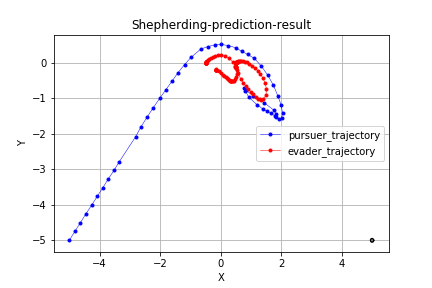 Shepherding-prediction-result
Y
0
−1
−2
−3
−4
−5
pursuer_trajectory
evader_trajectory
−4 −2 0 2 4
X